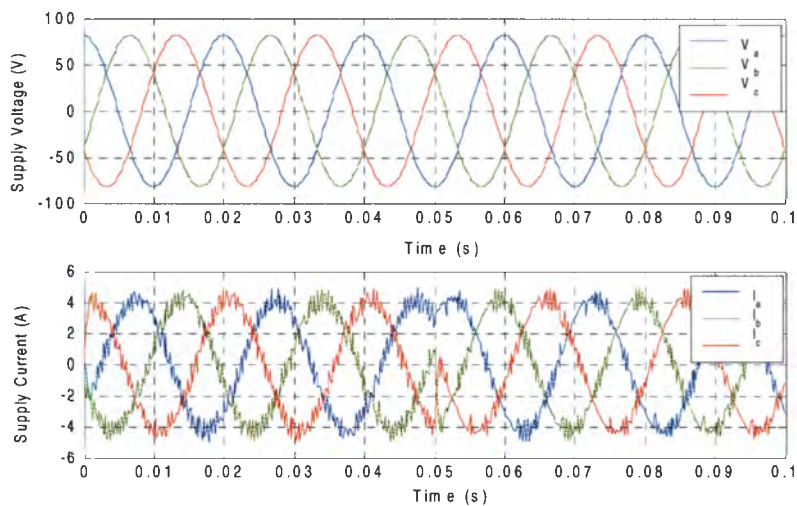 Supply Voltage (V)
100
50
0
-50
-100
V a
V b
V c
0 0.01 0.02 0.03 0.04 0.05 0.06 0.07 0.08 0.09 0.1
Time (s)
Supply Current (A)
6
4
2
0
-2
-4
-6
I a
I b
I c
0 0.01 0.02 0.03 0.04 0.05 0.06 0.07 0.08 0.09 0.1
Time (s)